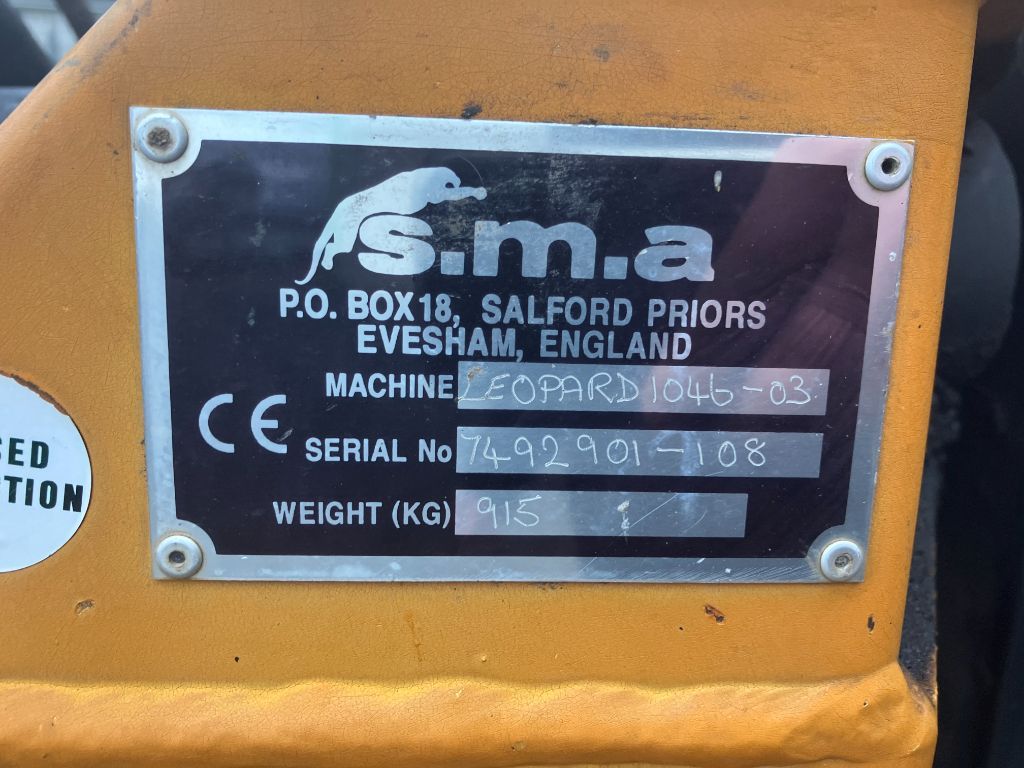 s.m.a
P.O. BOX 18, SALFORD PRIORS
EVESHAM, ENGLAND
MACHINE LEOPARD 1046-03
CE
SERIAL No 7492901-108
WEIGHT (KG) 915
SED
TION